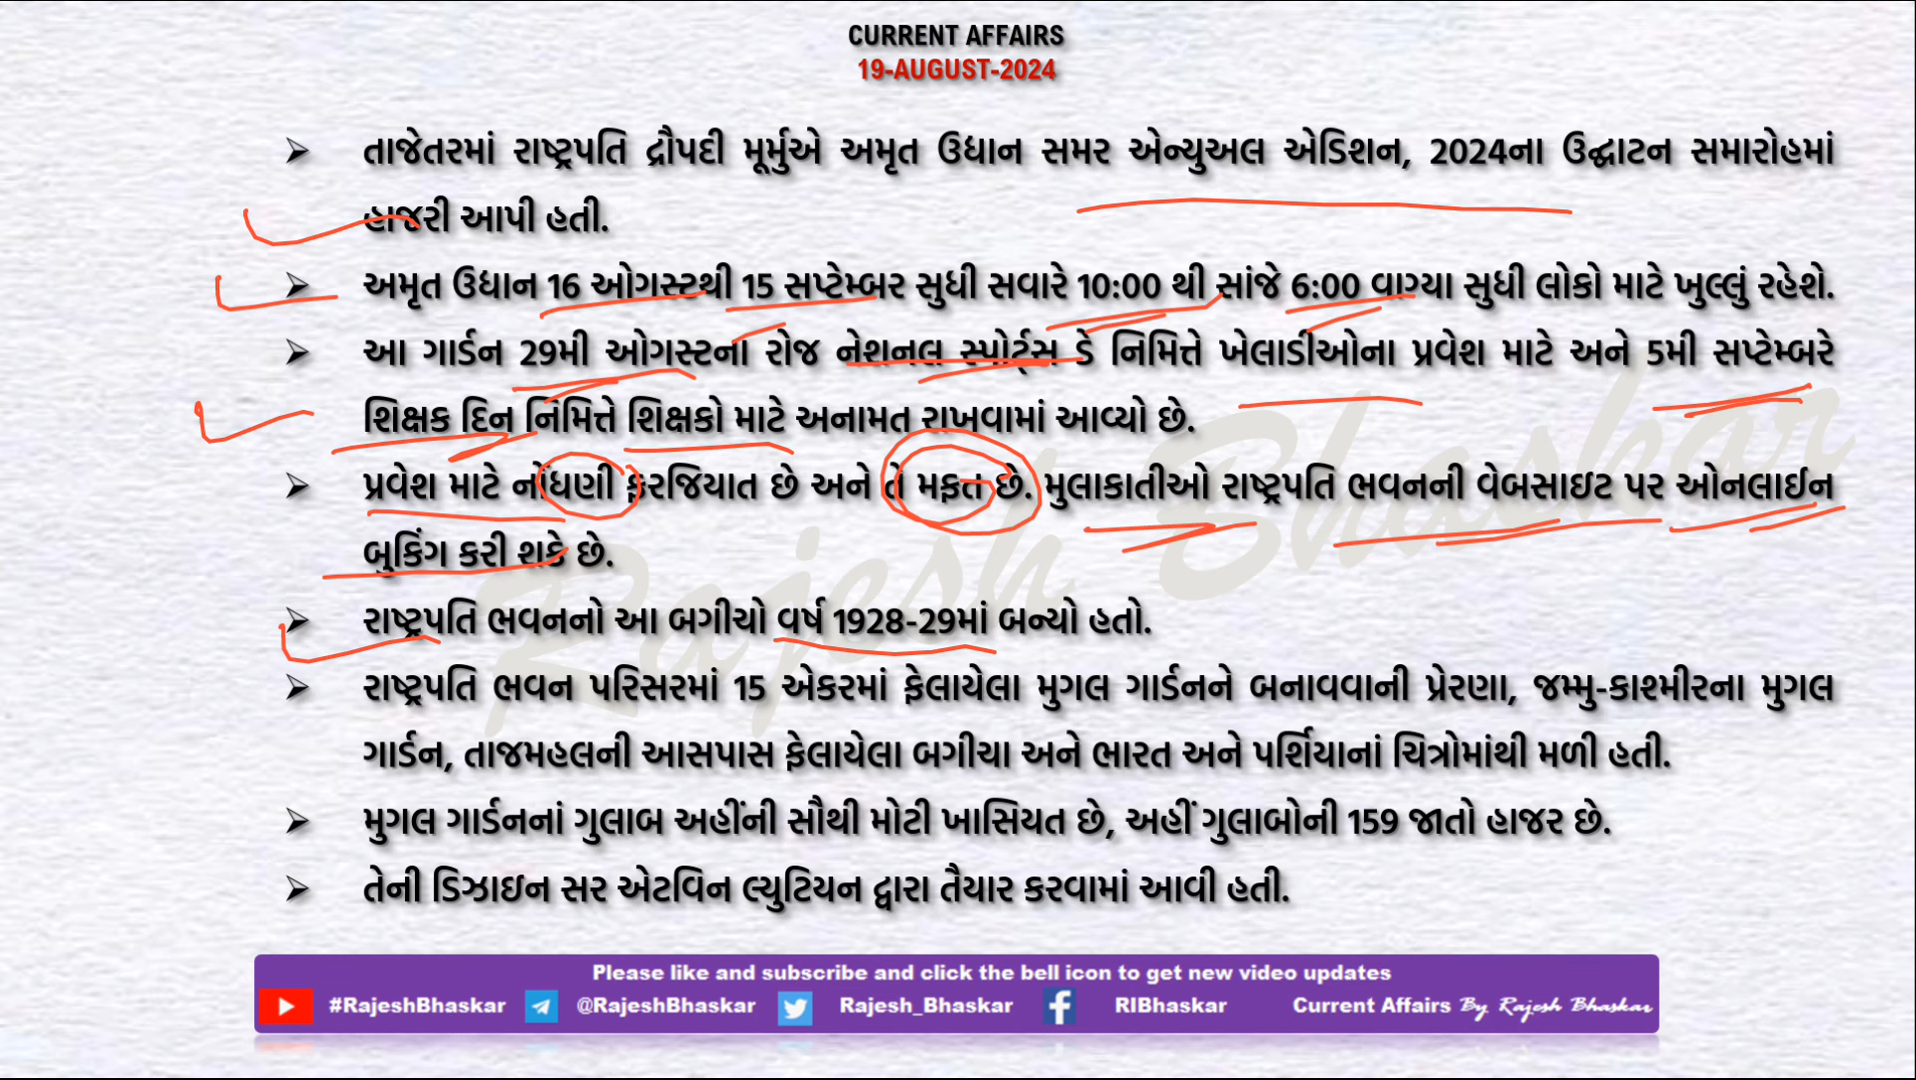 CURRENT AFFAIRS
19-AUGUST-2024
➢ તાજેતરમાં રાષ્ટ્રપતિ દ્રૌપદી મૂર્મુએ અમૃત ઉદ્યાન સમર એન્યુઅલ એડિશન, 2024ના ઉદ્ઘાટન સમારોહમાં
હાજરી આપી હતી.
➢ અમૃત ઉદ્યાન 16 ઓગસ્ટથી 15 સપ્ટેમ્બર સુધી સવારે 10:00 થી સાંજે 6:00 વાગ્યા સુધી લોકો માટે ખુલ્લું રહેશે.
➢ આ ગાર્ડન 29મી ઓગસ્ટના રોજ નેશનલ સ્પોર્ટ્સ ડે નિમિત્તે ખેલાડીઓના પ્રવેશ માટે અને 5મી સપ્ટેમ્બરે
શિક્ષક દિન નિમિત્તે શિક્ષકો માટે અનામત રાખવામાં આવ્યો છે.
➢ પ્રવેશ માટે નોંધણી ફરજિયાત છે અને તે મફત છે. મુલાકાતીઓ રાષ્ટ્રપતિ ભવનની વેબસાઇટ પર ઓનલાઈન
બુકિંગ કરી શકે છે.
➢ રાષ્ટ્રપતિ ભવનનો આ બગીચો વર્ષ 1928-29માં બન્યો હતો.
➢ રાષ્ટ્રપતિ ભવન પરિસરમાં 15 એકરમાં ફેલાયેલા મુગલ ગાર્ડનને બનાવવાની પ્રેરણા, જમ્મુ-કાશ્મીરના મુગલ
ગાર્ડન, તાજમહલની આસપાસ ફેલાયેલા બગીચા અને ભારત અને પર્શિયાનાં ચિત્રોમાંથી મળી હતી.
➢ મુગલ ગાર્ડનનાં ગુલાબ અહીંની સૌથી મોટી ખાસિયત છે, અહીં ગુલાબોની 159 જાતો હાજર છે.
➢ તેની ડિઝાઇન સર એટવિન લ્યુટિયન દ્વારા તૈયાર કરવામાં આવી હતી.
Rajesh Bhaskar
Please like and subscribe and click the bell icon to get new video updates
#RajeshBhaskar @RajeshBhaskar Rajesh_Bhaskar RIBhaskar Current Affairs By Rajesh Bhaskar